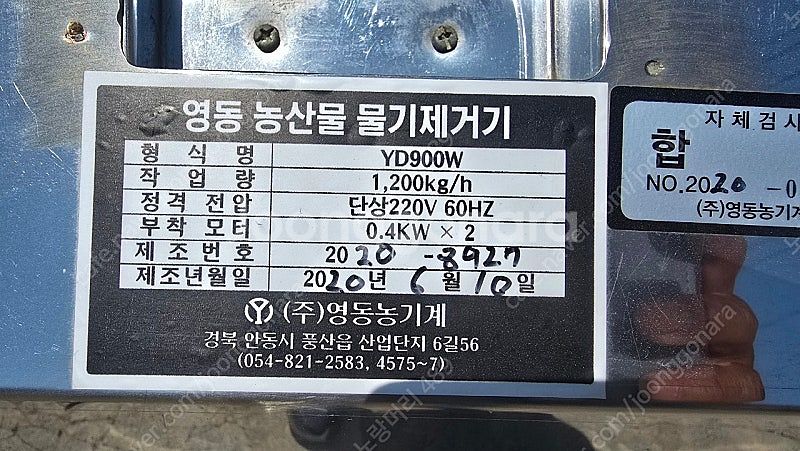 영동 농산물 물기제거기
형 식 명 YD900W
작 업 량 1,200kg/h
정격 전압 단상220V 60HZ
부착 모터 0.4KW × 2
제조번호 2020 -8927
제조년월일 2020년 6월 10일
(주)영동농기계
경북 안동시 풍산읍 산업단지 6길56
(054-821-2583, 4575~7)
자체검사
합
NO.2020 -0
(주)영동농기계
joonggonara